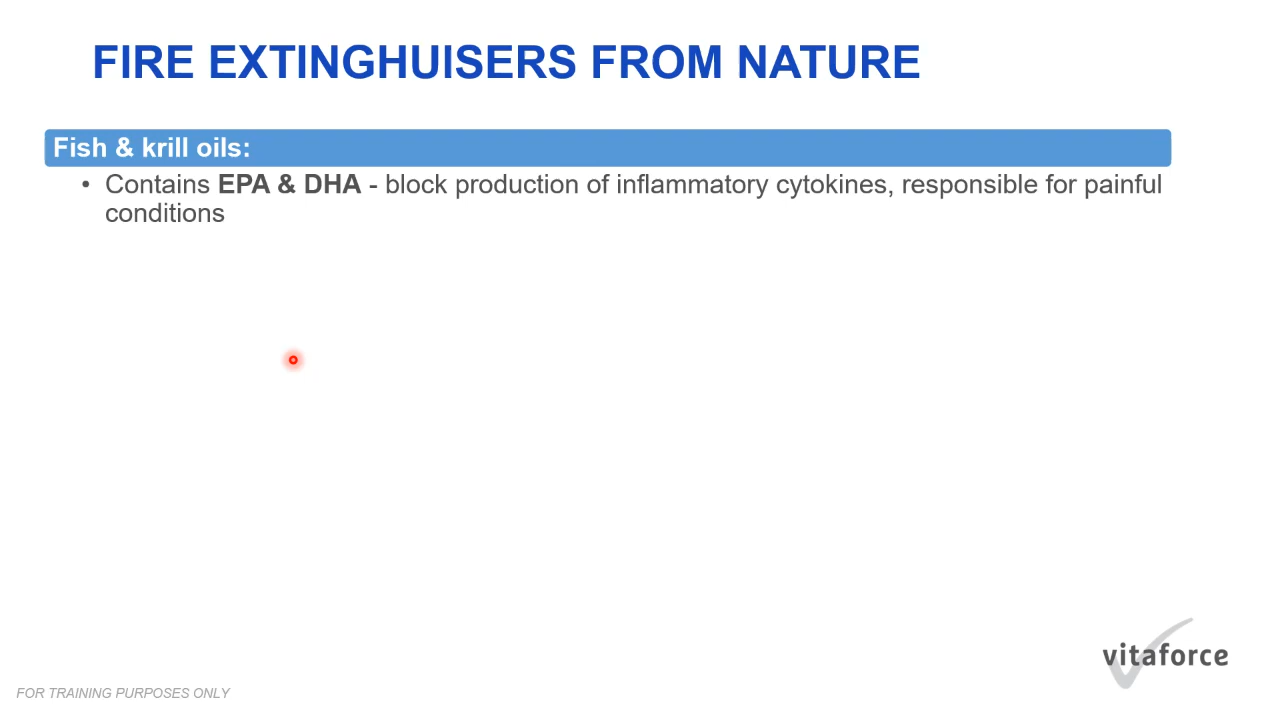 FIRE EXTINGHUISERS FROM NATURE
Fish & krill oils:
• Contains EPA & DHA - block production of inflammatory cytokines, responsible for painful
conditions
vitaforce
FOR TRAINING PURPOSES ONLY